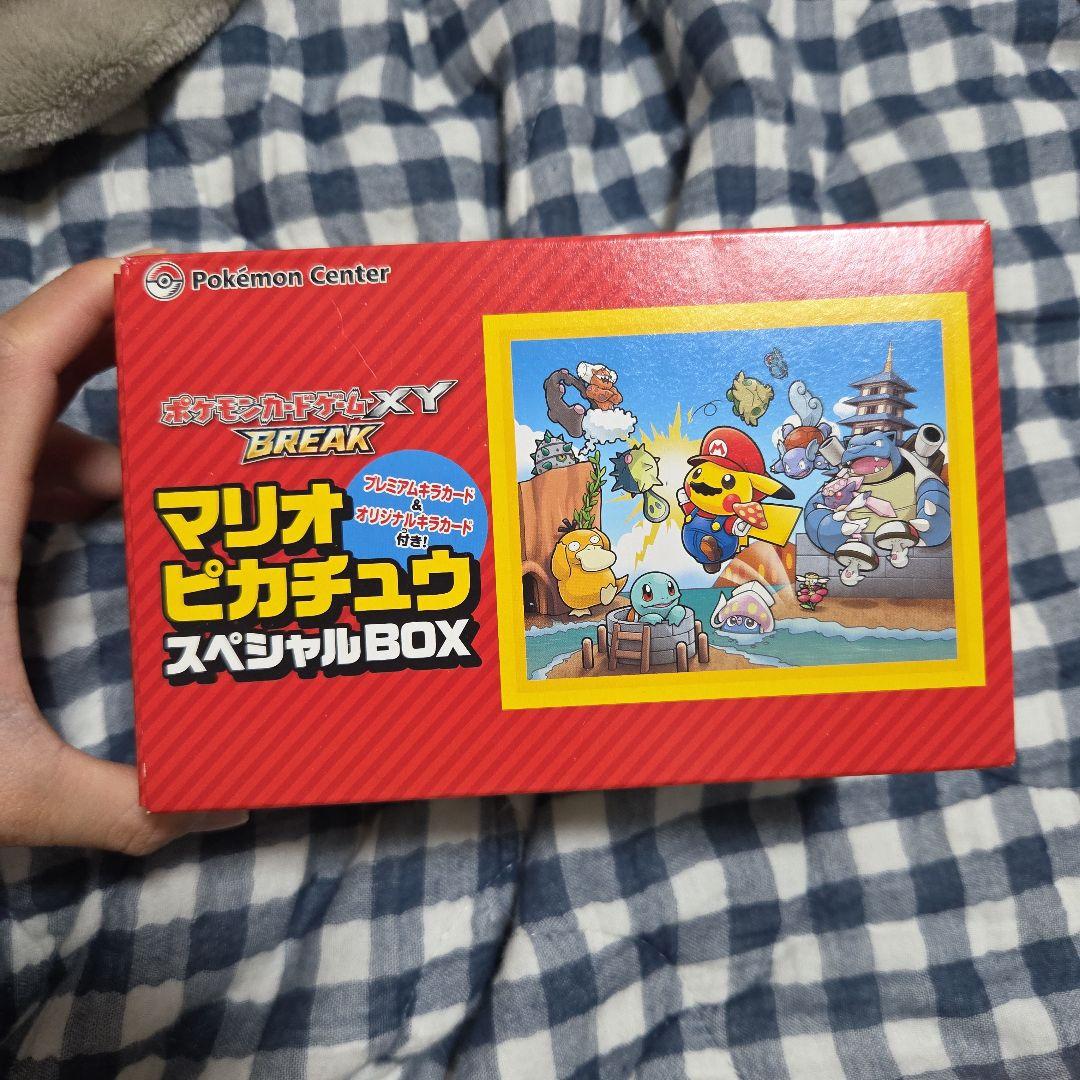 Pokémon Center
ポケモンカードゲームXY
BREAK
プレミアムキラカード
&
オリジナルキラカード
付き!
マリオ
ピカチュウ
スペシャルBOX
M